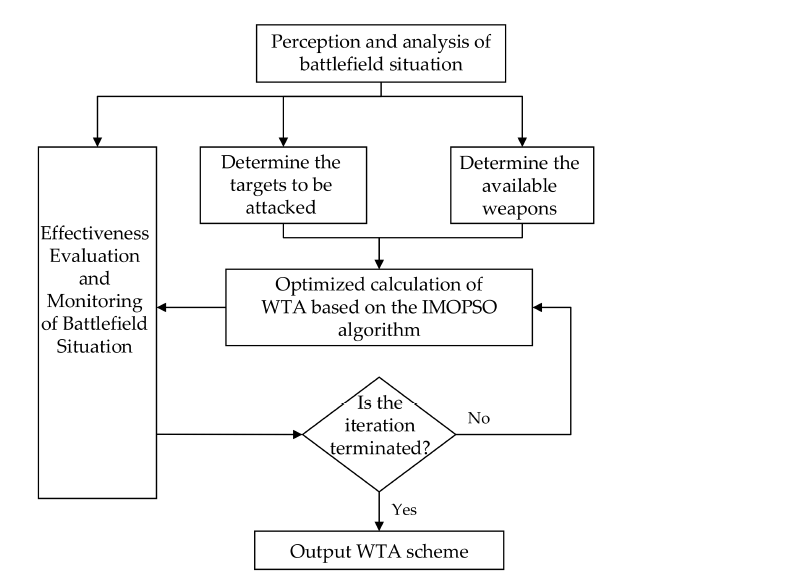 Perception and analysis of
battlefield situation
Determine the
targets to be
attacked
Determine the
available
weapons
Effectiveness
Evaluation
and
Monitoring
of Battlefield
Situation
Optimized calculation of
WTA based on the IMOPSO
algorithm
Is the
iteration
terminated?
No
Yes
Output WTA scheme